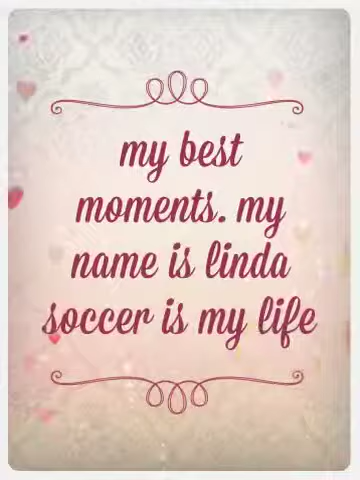 my best
moments. my
name is linda
soccer is my life